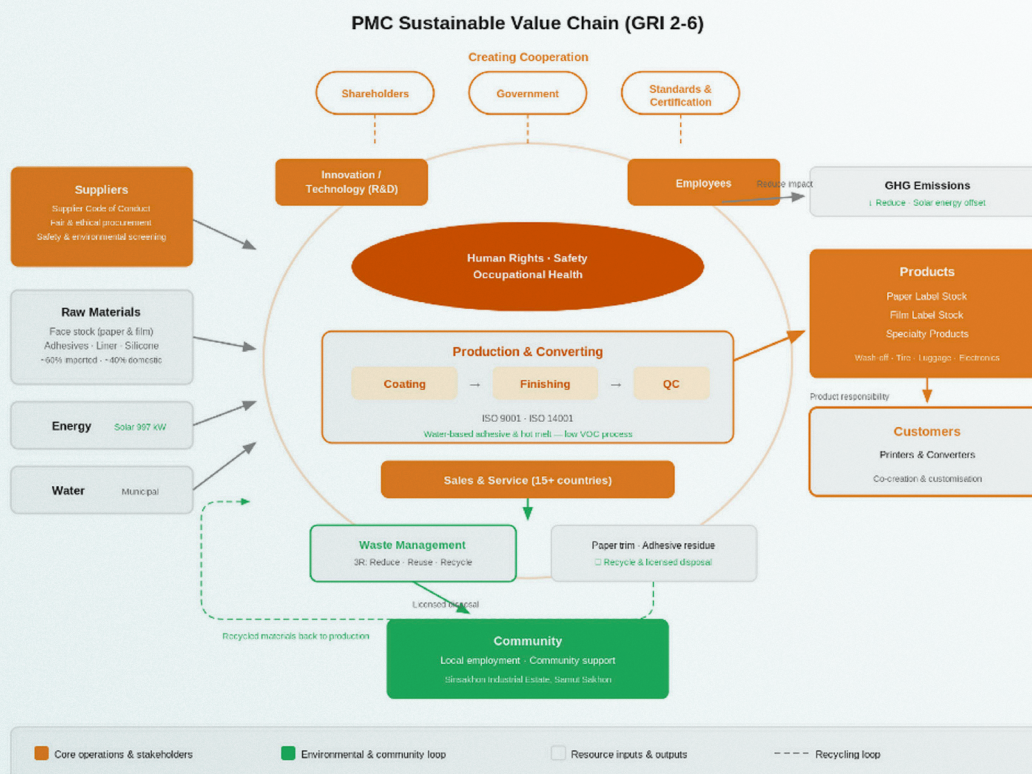 PMC Sustainable Value Chain (GRI 2-6)
Creating Cooperation
Shareholders
Government
Standards &
Certification
Innovation /
Technology (R&D)
Employees
Reduce impact
GHG Emissions
↓ Reduce · Solar energy offset
Suppliers
Supplier Code of Conduct
Fair & ethical procurement
Safety & environmental screening
Human Rights · Safety
Occupational Health
Products
Paper Label Stock
Film Label Stock
Specialty Products
Wash-off · Tire · Luggage · Electronics
Raw Materials
Face stock (paper & film)
Adhesives · Liner · Silicone
~60% imported · ~40% domestic
Production & Converting
Coating → Finishing → QC
ISO 9001 · ISO 14001
Water-based adhesive & hot melt — low VOC process
Product responsibility
Customers
Printers & Converters
Co-creation & customisation
Energy Solar 997 kW
Water Municipal
Sales & Service (15+ countries)
Waste Management
3R: Reduce · Reuse · Recycle
Paper trim · Adhesive residue
□ Recycle & licensed disposal
Licensed disposal
Recycled materials back to production
Community
Local employment · Community support
Sinsakhon Industrial Estate, Samut Sakhon
Core operations & stakeholders
Environmental & community loop
Resource inputs & outputs
Recycling loop